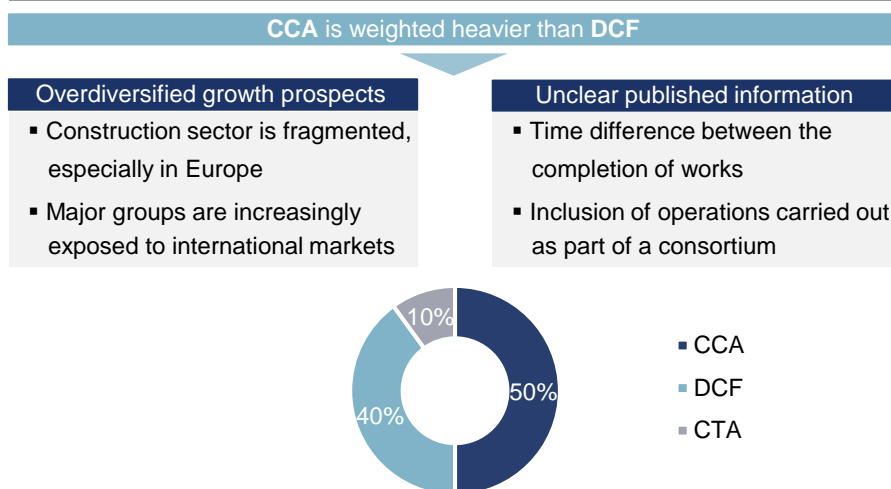 CCA is weighted heavier than DCF
Overdiversified growth prospects
▪ Construction sector is fragmented,
especially in Europe
▪ Major groups are increasingly
exposed to international markets
Unclear published information
▪ Time difference between the
completion of works
▪ Inclusion of operations carried out
as part of a consortium
10%
50%
40%
CCA
DCF
CTA